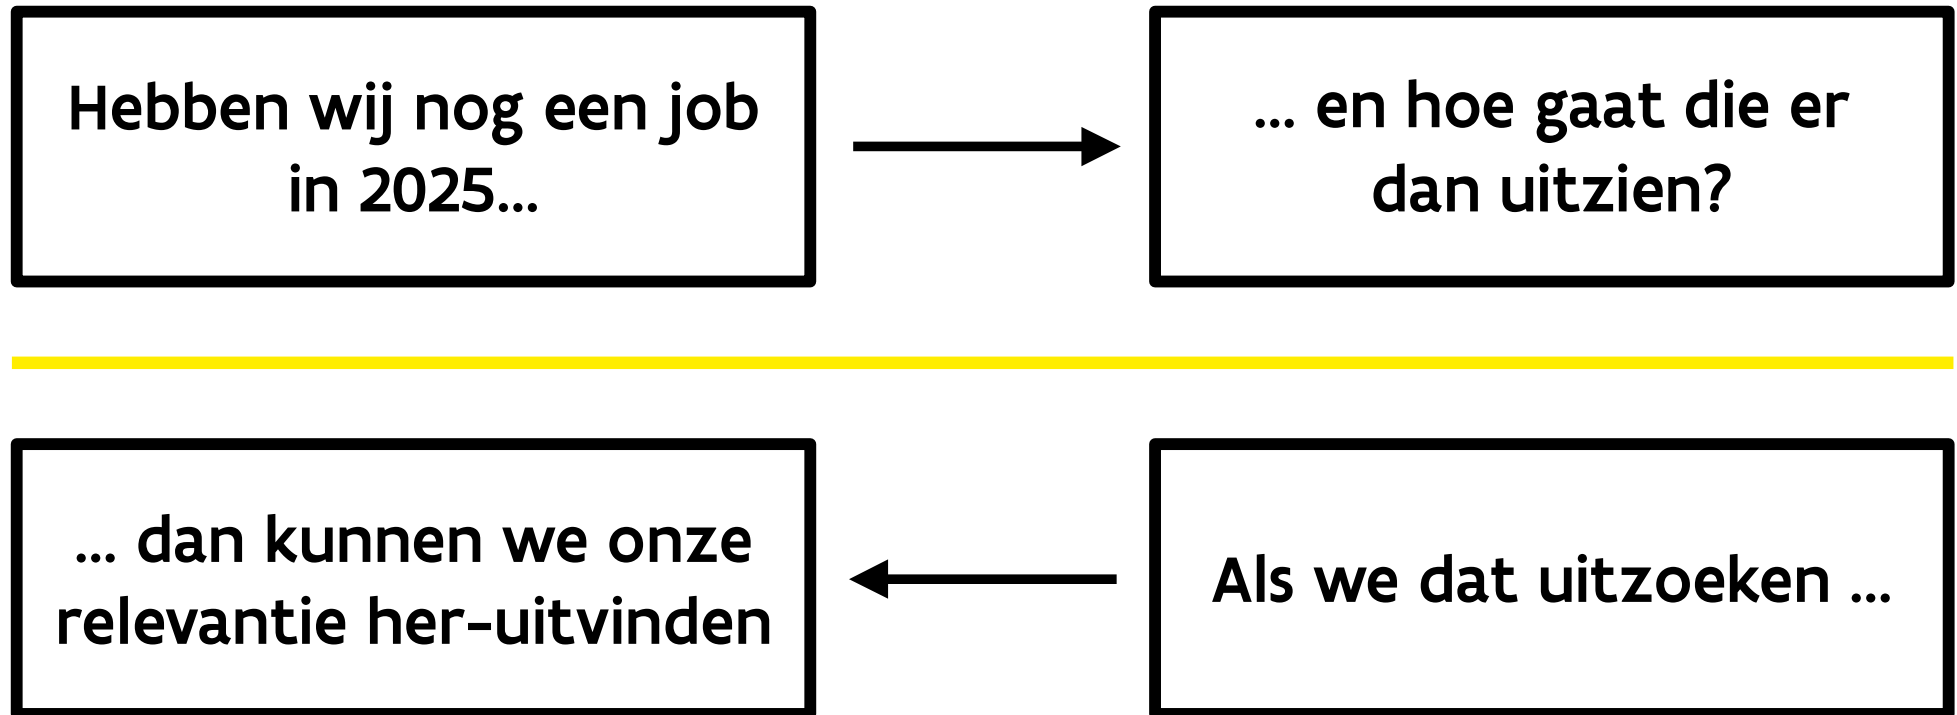 Hebben wij nog een job
in 2025...
... en hoe gaat die er
dan uitzien?
Als we dat uitzoeken ...
... dan kunnen we onze
relevantie her-uitvinden